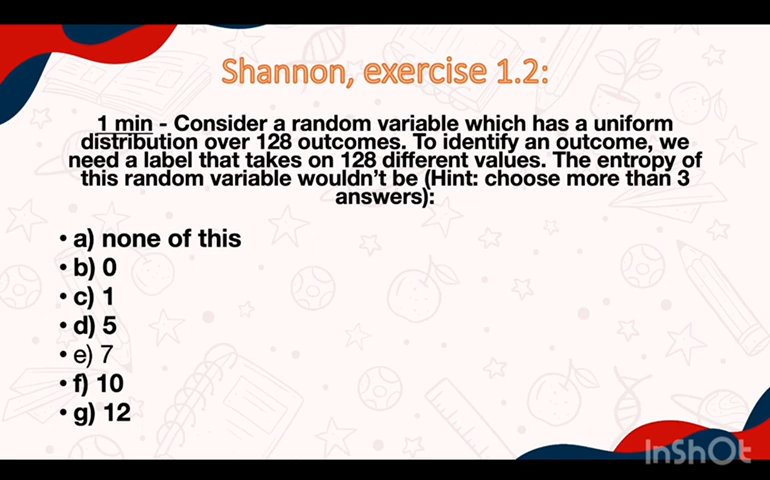 Shannon, exercise 1.2:
1 min - Consider a random variable which has a uniform
distribution over 128 outcomes. To identify an outcome, we
need a label that takes on 128 different values. The entropy of
this random variable wouldn't be (Hint: choose more than 3
answers):
• a) none of this
• b) 0
• c) 1
• d) 5
• e) 7
• f) 10
• g) 12
InShOt